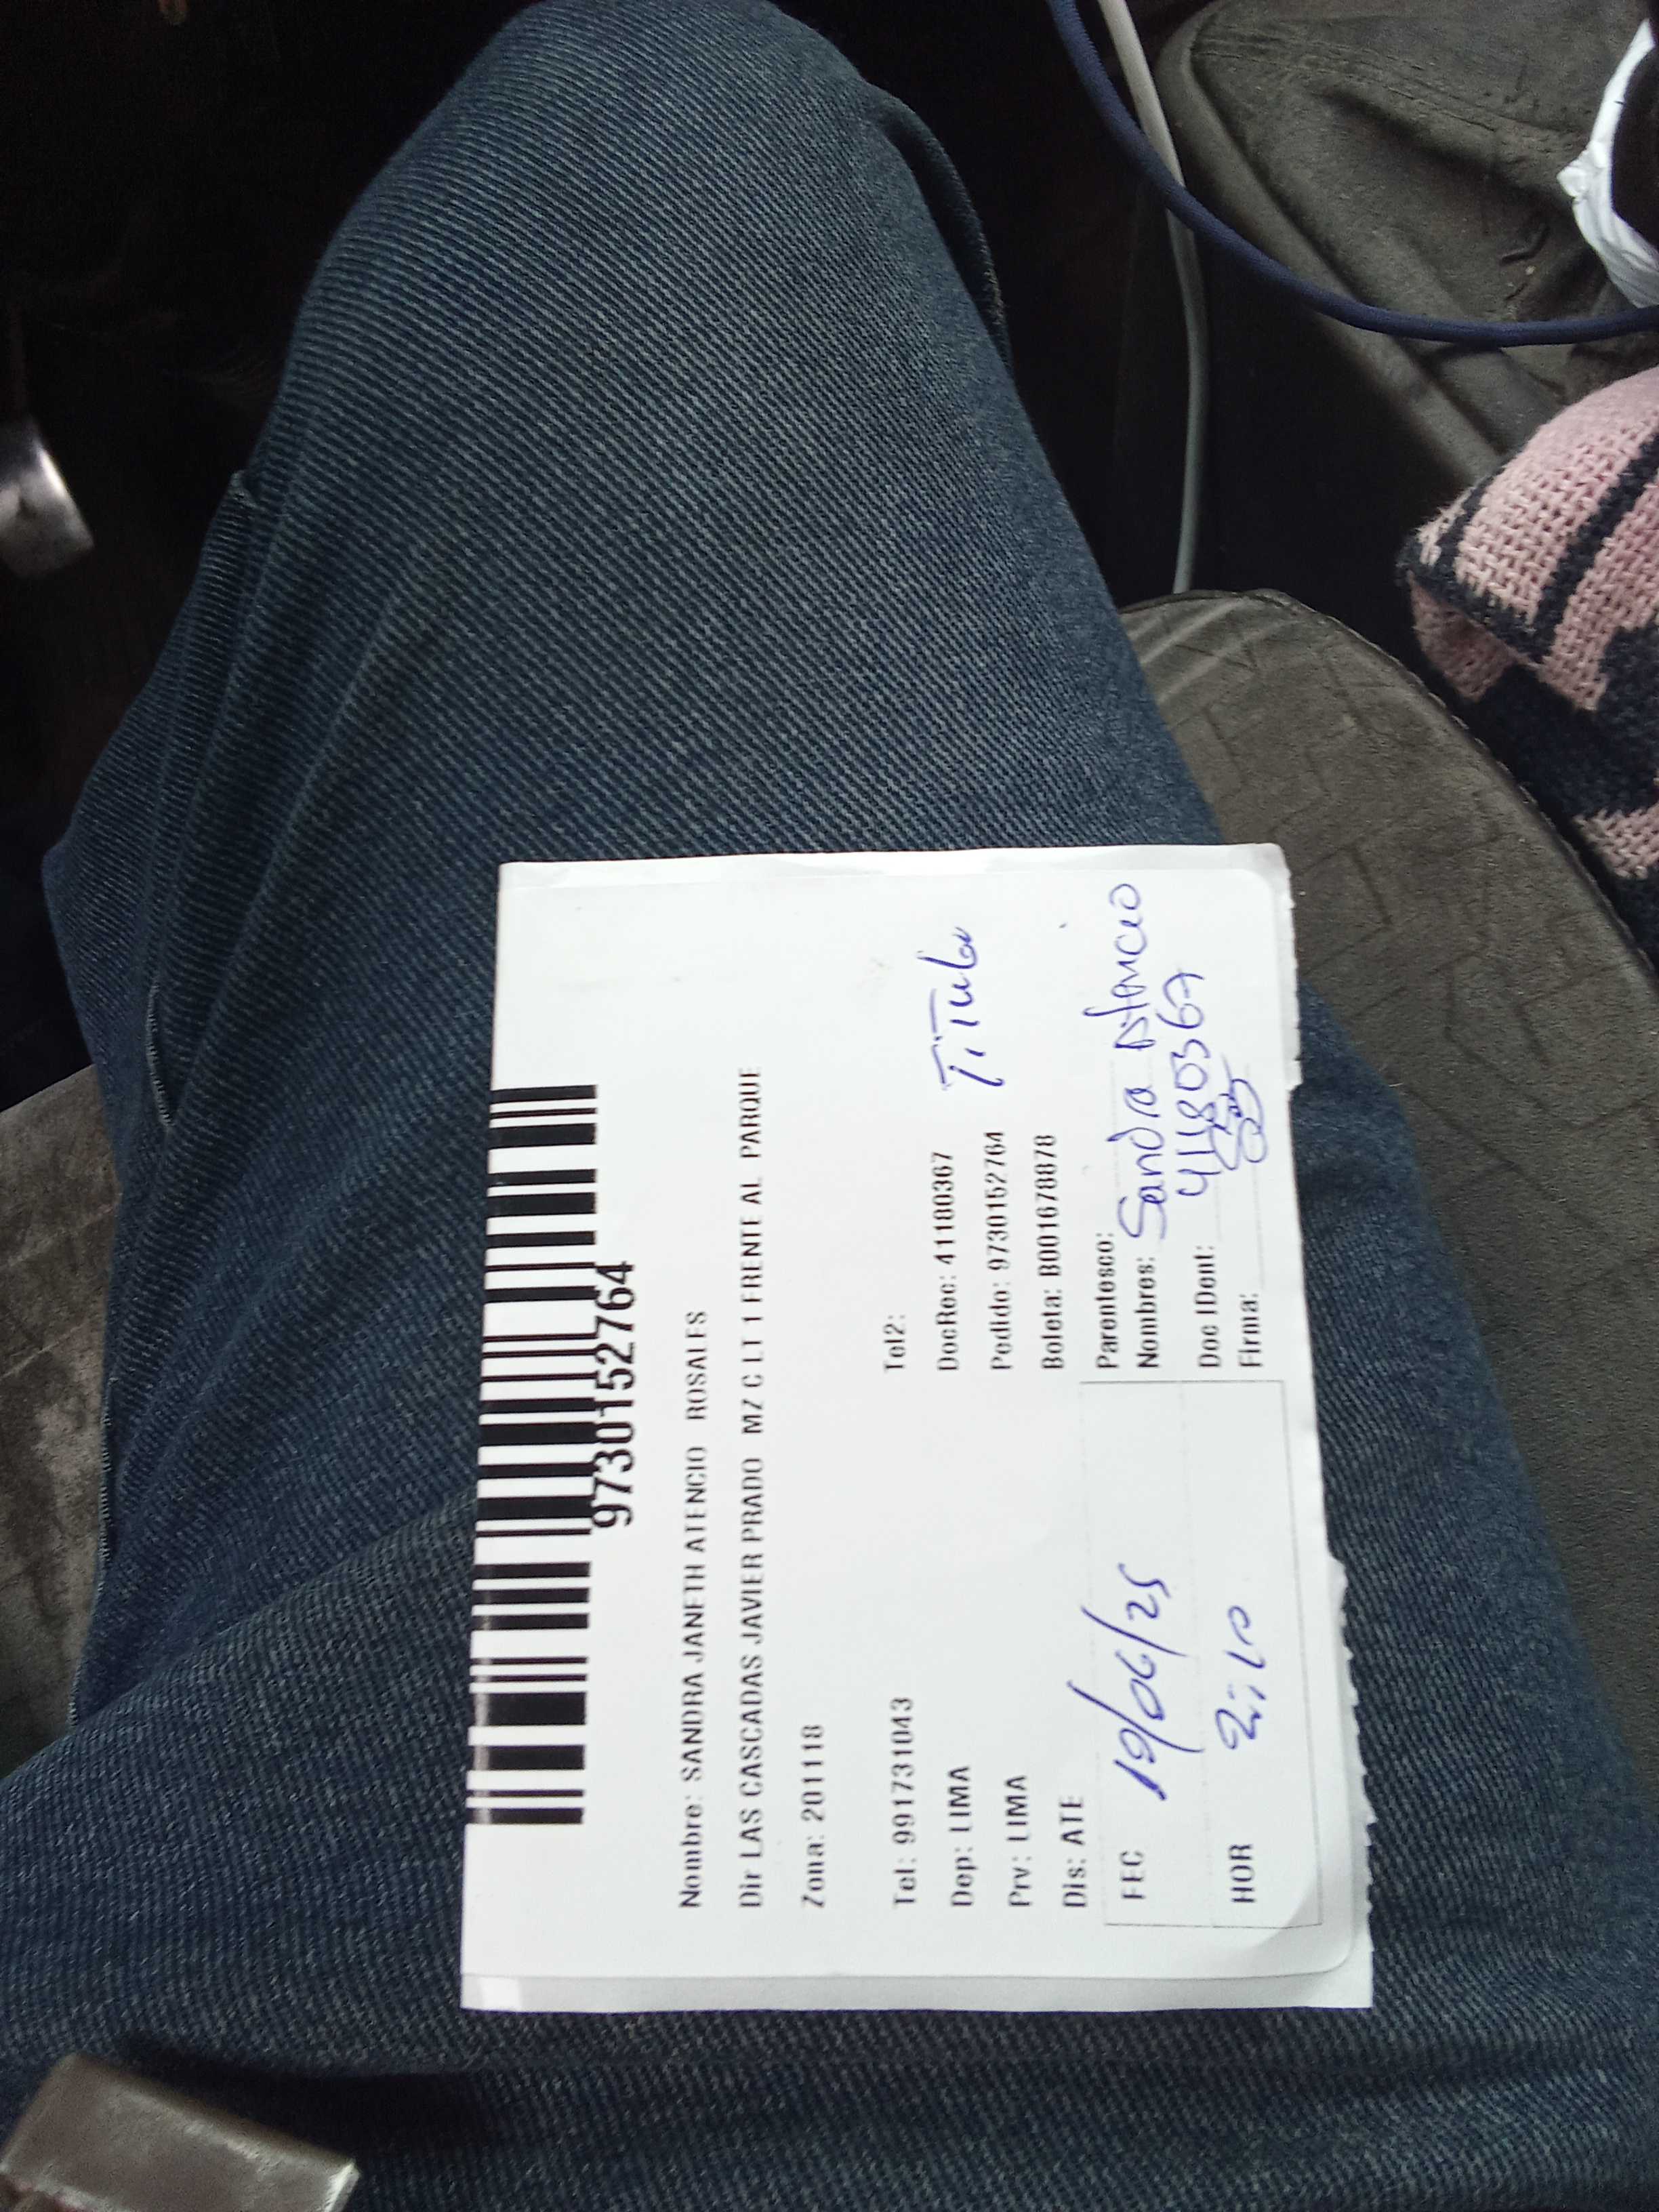 9730152764
Nombre: SANDRA JANETH ATENCIO ROSALES
Dir LAS CASCADAS JAVIER PRADO MZ C LT 1 FRENTE AL PARQUE
Zona: 201118
Tel: 991731043 Tel2:
Dep: LIMA DocRec: 41180367
Prv: LIMA Pedido: 9730152764
Dis: ATE Boleta: B001678878
Titular
FEC 19/06/25
HOR
Parentesco:
Nombres: Sandra Atencio
Doc IDent: 41180367
Firma: